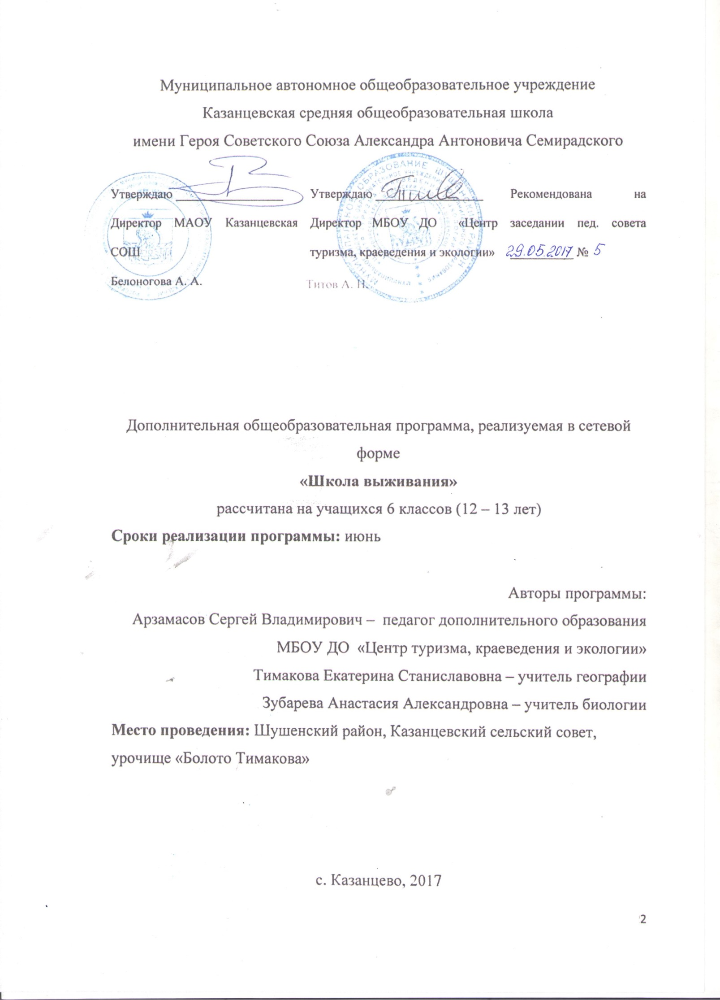 Муниципальное автономное общеобразовательное учреждение
Казанцевская средняя общеобразовательная школа
имени Героя Советского Союза Александра Антоновича Семирадского
Утверждаю
Директор МАОУ Казанцевская
СОШ
Белоногова А. А.
Утверждаю
Директор МБОУ ДО «Центр
туризма, краеведения и экологии»
Титов А. Н.
Рекомендована на
заседании пед. совета
29.05.2017 № 5
МУНИЦИПАЛЬНОЕ ОБРАЗОВАНИЕ ШУШЕНСКИЙ РАЙОН
Дополнительная общеобразовательная программа, реализуемая в сетевой
форме
«Школа выживания»
рассчитана на учащихся 6 классов (12 – 13 лет)
Сроки реализации программы: июнь
Авторы программы:
Арзамасов Сергей Владимирович – педагог дополнительного образования
МБОУ ДО «Центр туризма, краеведения и экологии»
Тимакова Екатерина Станиславовна – учитель географии
Зубарева Анастасия Александровна – учитель биологии
Место проведения: Шушенский район, Казанцевский сельский совет,
урочище «Болото Тимакова»
с. Казанцево, 2017
2